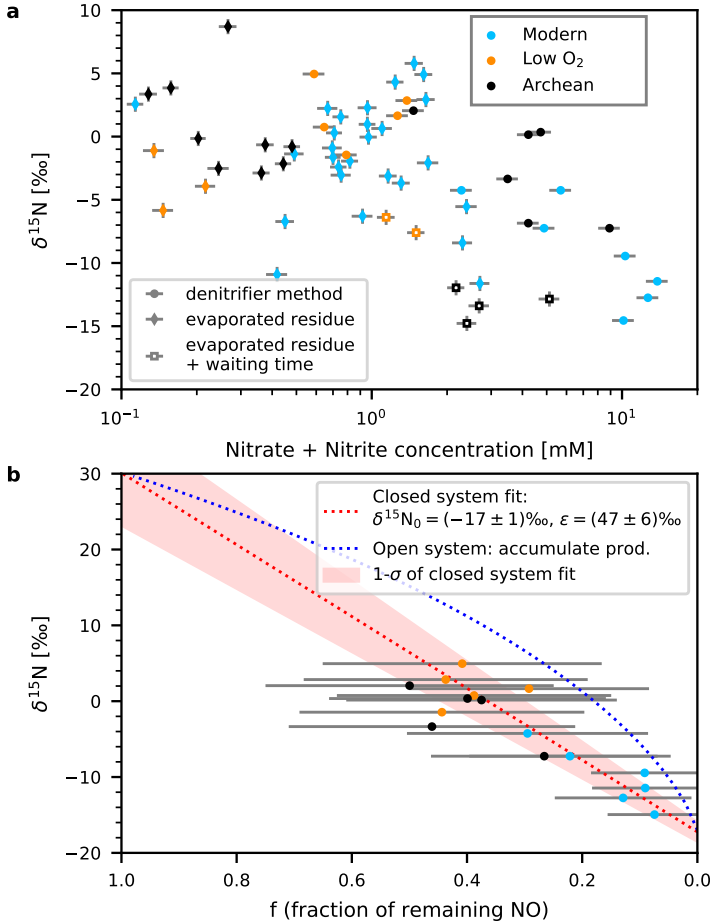 a
10
5
0
−5
−10
−15
−20
δ¹⁵N [‰]
Modern
Low O₂
Archean
denitrifier method
evaporated residue
evaporated residue
+ waiting time
10⁻¹
10⁰
10¹
Nitrate + Nitrite concentration [mM]
b
30
20
10
0
−10
−20
δ¹⁵N [‰]
Closed system fit:
δ¹⁵N₀ = (−17 ± 1)‰, ε = (47 ± 6)‰
Open system: accumulate prod.
1-σ of closed system fit
1.0
0.8
0.6
0.4
0.2
0.0
f (fraction of remaining NO)